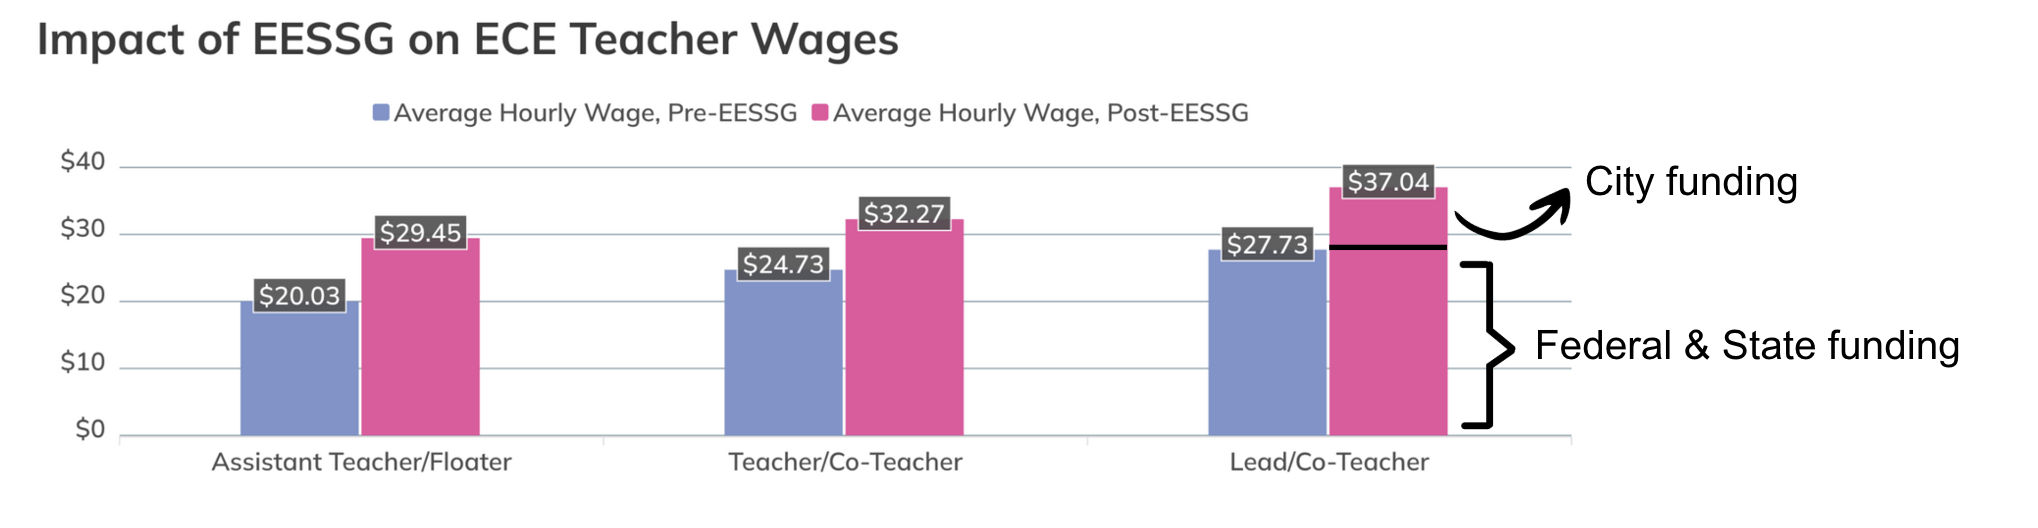 Impact of EESSG on ECE Teacher Wages
Average Hourly Wage, Pre-EESSG Average Hourly Wage, Post-EESSG
$40
$30
$20
$10
$0
$20.03
$29.45
$24.73
$32.27
$27.73
$37.04
City funding
Federal & State funding
Assistant Teacher/Floater
Teacher/Co-Teacher
Lead/Co-Teacher